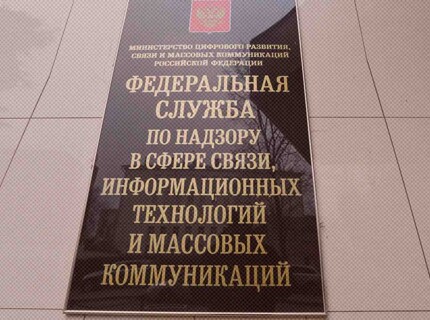 МИНИСТЕРСТВО ЦИФРОВОГО РАЗВИТИЯ,
СВЯЗИ И МАССОВЫХ КОММУНИКАЦИЙ
РОССИЙСКОЙ ФЕДЕРАЦИИ
ФЕДЕРАЛЬНАЯ
СЛУЖБА
ПО НАДЗОРУ
В СФЕРЕ СВЯЗИ,
ИНФОРМАЦИОННЫХ
ТЕХНОЛОГИЙ
И МАССОВЫХ
КОММУНИКАЦИЙ